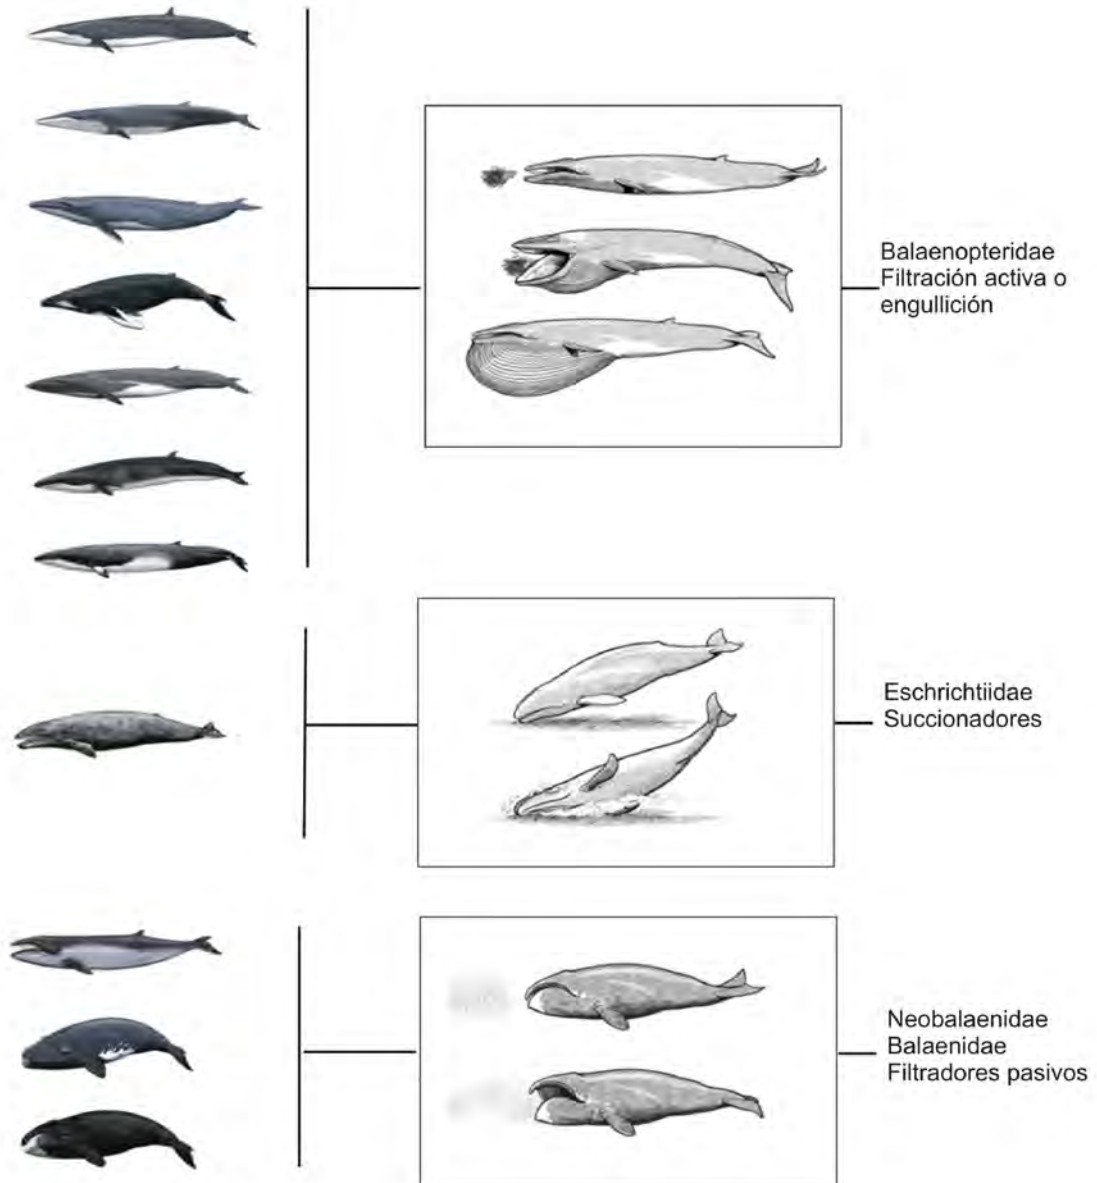 Balaenopteridae
Filtración activa o
engullición
Eschrichtiidae
Succionadores
Neobalaenidae
Balaenidae
Filtradores pasivos